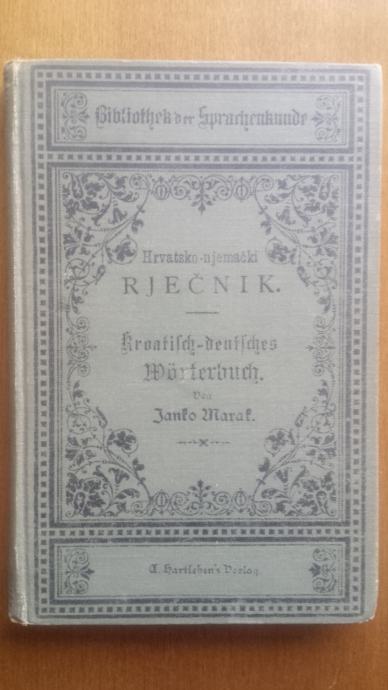 Bibliothek der Sprachenkunde
Hrvatsko-njemački
RJEČNIK.
Kroatisch-deutsches
Wörterbuch.
Von
Janko Marak.
A. Hartleben's Verlag.